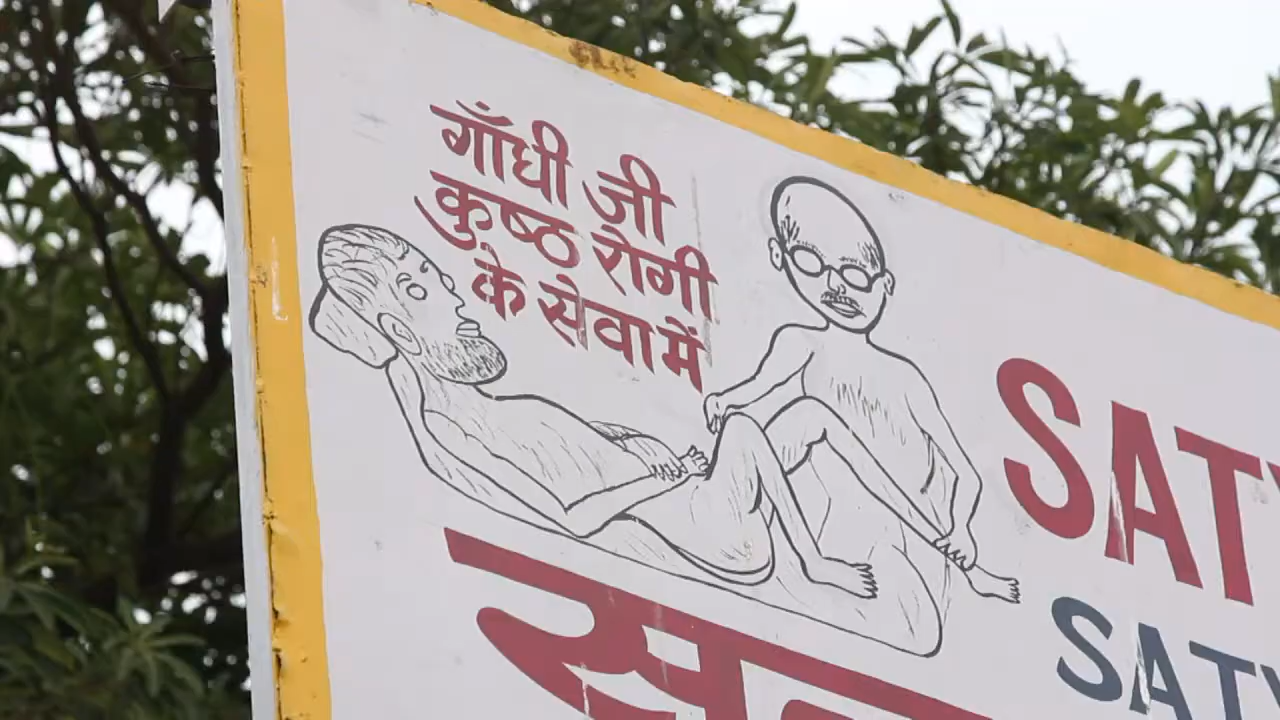 गाँधी जी
कुष्ठ रोगी
के सेवा में
SAT
SAT